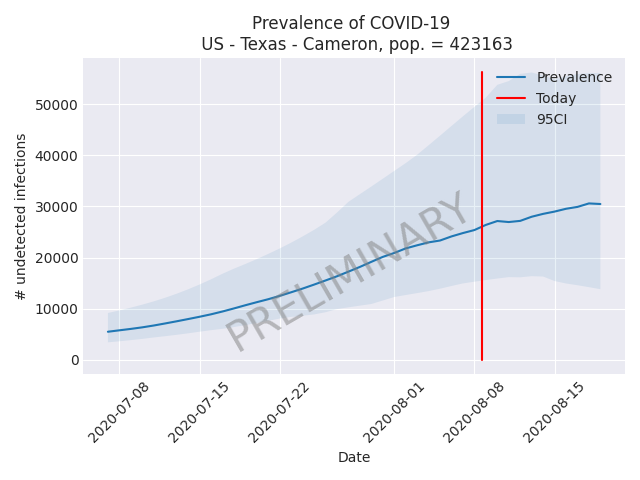 Prevalence of COVID-19
US - Texas - Cameron, pop. = 423163
Prevalence
Today
95CI
50000
40000
30000
20000
10000
0
# undetected infections
PRELIMINARY
2020-07-08
2020-07-15
2020-07-22
2020-08-01
2020-08-08
2020-08-15
Date